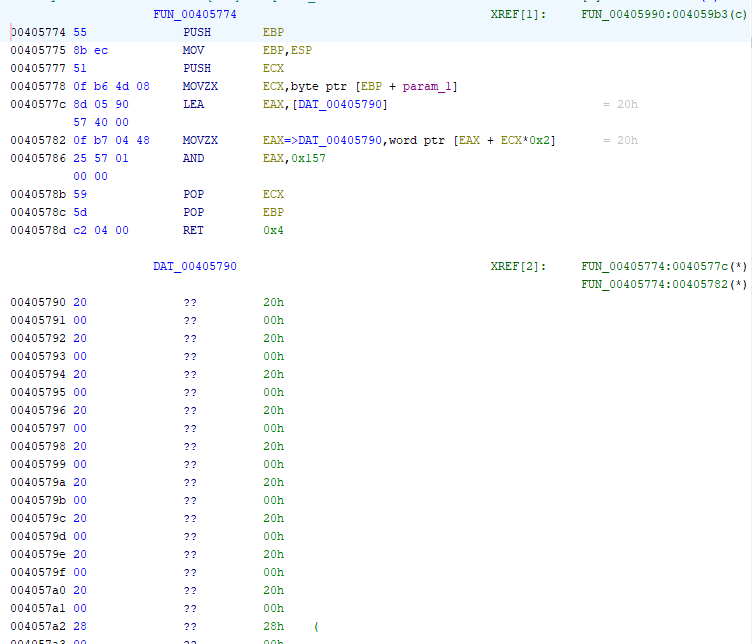 FUN_00405774 XREF[1]: FUN_00405990:004059b3(c)
00405774 55 PUSH EBP
00405775 8b ec MOV EBP,ESP
00405777 51 PUSH ECX
00405778 0f b6 4d 08 MOVZX ECX,byte ptr [EBP + param_1]
0040577c 8d 05 90 LEA EAX,[DAT_00405790] = 20h
57 40 00
00405782 0f b7 04 48 MOVZX EAX=>DAT_00405790,word ptr [EAX + ECX*0x2] = 20h
00405786 25 57 01 AND EAX,0x157
00 00
0040578b 59 POP ECX
0040578c 5d POP EBP
0040578d c2 04 00 RET 0x4
DAT_00405790 XREF[2]: FUN_00405774:0040577c(*)
FUN_00405774:00405782(*)
00405790 20 ?? 20h
00405791 00 ?? 00h
00405792 20 ?? 20h
00405793 00 ?? 00h
00405794 20 ?? 20h
00405795 00 ?? 00h
00405796 20 ?? 20h
00405797 00 ?? 00h
00405798 20 ?? 20h
00405799 00 ?? 00h
0040579a 20 ?? 20h
0040579b 00 ?? 00h
0040579c 20 ?? 20h
0040579d 00 ?? 00h
0040579e 20 ?? 20h
0040579f 00 ?? 00h
004057a0 20 ?? 20h
004057a1 00 ?? 00h
004057a2 28 ?? 28h (
004057a3 00 ?? 00h